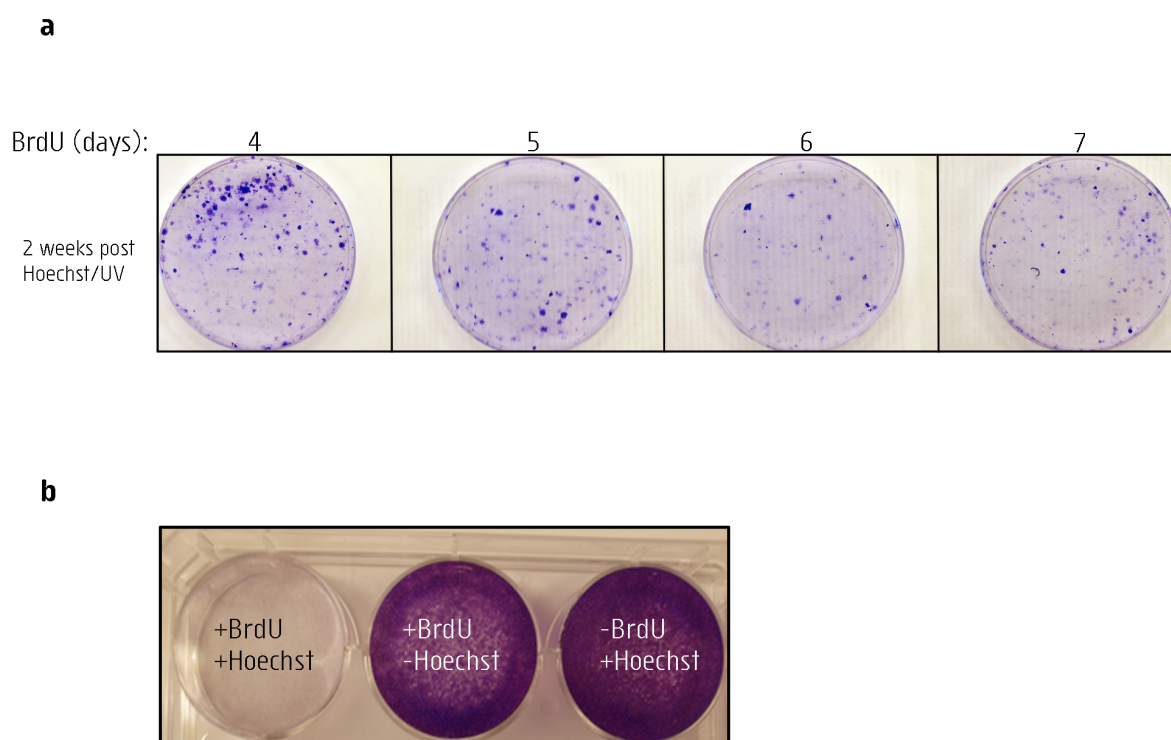 a
BrdU (days):
4
5
6
7
2 weeks post
Hoechst/UV
b
+BrdU
+Hoechst
+BrdU
-Hoechst
-BrdU
+Hoechst